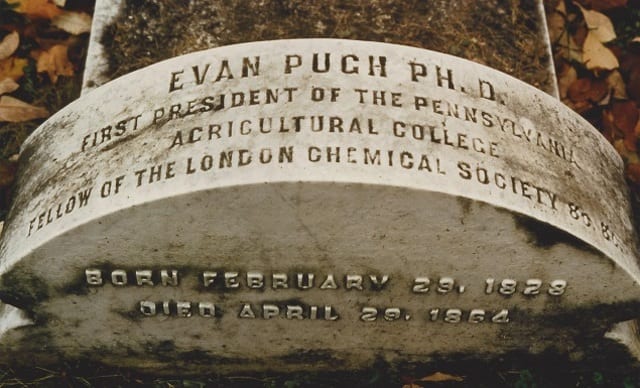 EVAN PUGH PH.D.
FIRST PRESIDENT OF THE PENNSYLVANIA
AGRICULTURAL COLLEGE
FELLOW OF THE LONDON CHEMICAL SOCIETY &c. &c.
BORN FEBRUARY 29, 1828
DIED APRIL 29, 1864